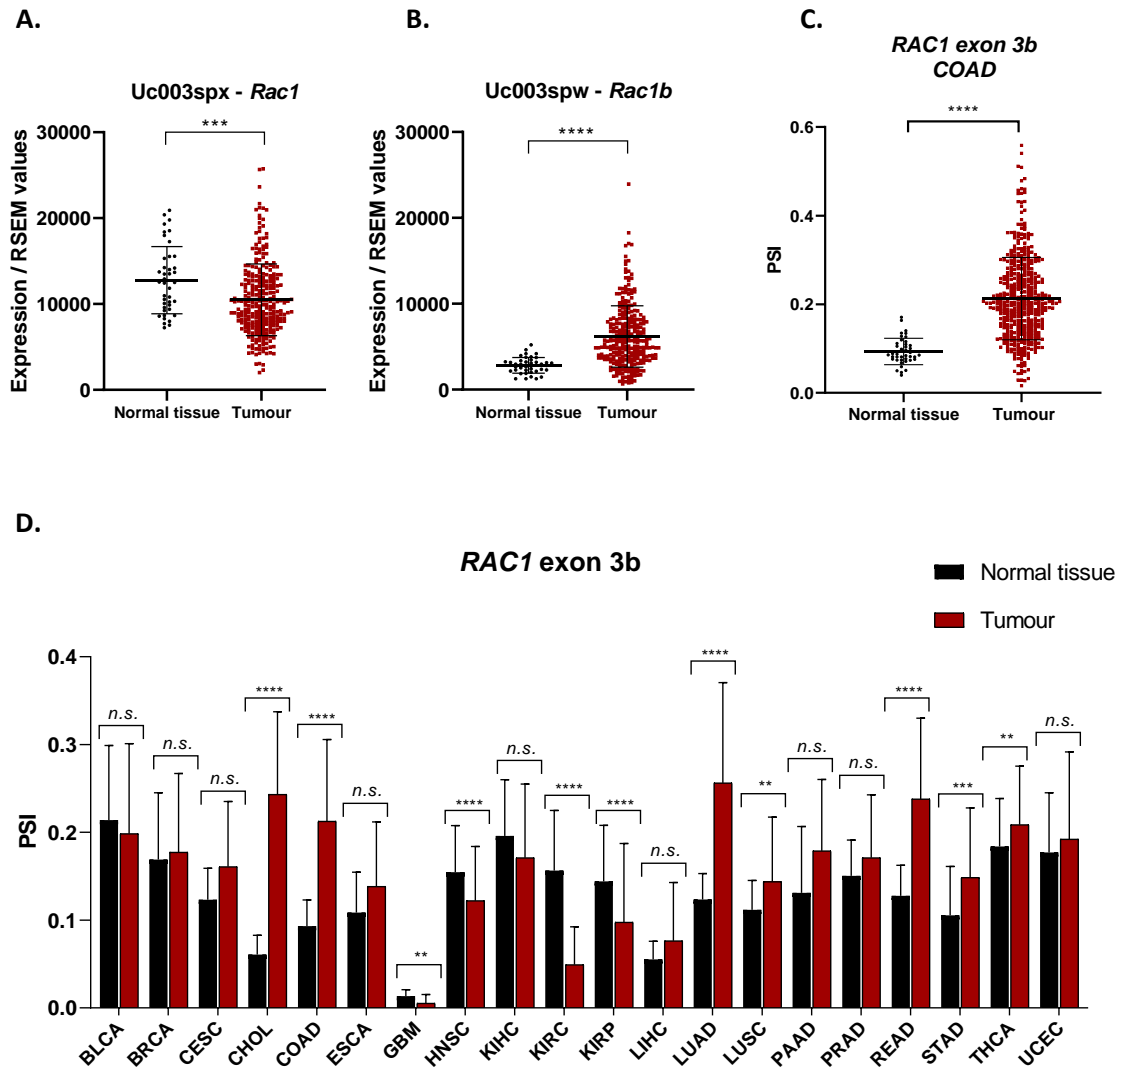 A.
B.
C.
Uc003spx - Rac1
***
Expression / RSEM values
30000
20000
10000
0
Normal tissue
Tumour
Uc003spw - Rac1b
****
Expression / RSEM values
30000
20000
10000
0
Normal tissue
Tumour
RAC1 exon 3b
COAD
****
PSI
0.6
0.4
0.2
0.0
Normal tissue
Tumour
D.
RAC1 exon 3b
Normal tissue
Tumour
PSI
0.4
0.3
0.2
0.1
0.0
n.s.
n.s.
n.s.
****
****
n.s.
**
****
n.s.
****
****
n.s.
****
**
n.s.
n.s.
****
***
**
n.s.
BLCA
BRCA
CESC
CHOL
COAD
ESCA
GBM
HNSC
KIHC
KIRC
KIRP
LIHC
LUAD
LUSC
PAAD
PRAD
READ
STAD
THCA
UCEC